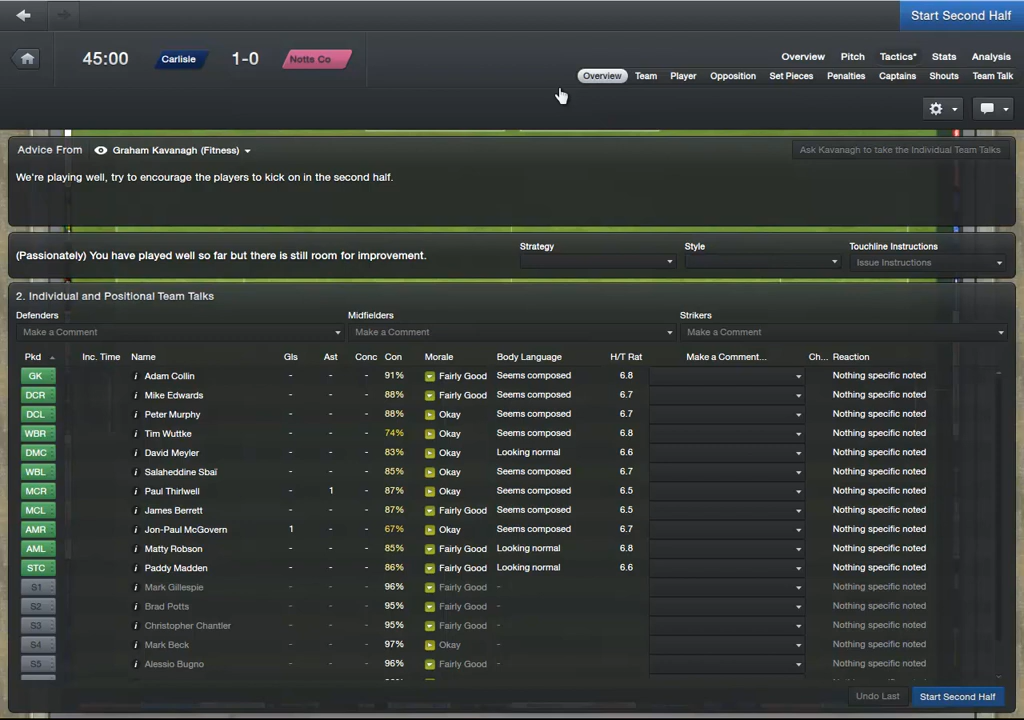 Start Second Half
45:00 Carlisle 1-0 Notts Co
Overview Pitch Tactics* Stats Analysis
Overview Team Player Opposition Set Pieces Penalties Captains Shouts Team Talk
Advice From Graham Kavanagh (Fitness) Ask Kavanagh to take the Individual Team Talks
We're playing well, try to encourage the players to kick on in the second half.
Strategy Style Touchline Instructions
(Passionately) You have played well so far but there is still room for improvement. Issue Instructions
2. Individual and Positional Team Talks
Defenders Midfielders Strikers
Make a Comment Make a Comment Make a Comment
Pkd Inc. Time Name Gls Ast Conc Con Morale Body Language H/T Rat Make a Comment... Ch... Reaction
GK i Adam Collin - - - 91% Fairly Good Seems composed 6.8 Nothing specific noted
DCR i Mike Edwards - - - 88% Fairly Good Seems composed 6.7 Nothing specific noted
DCL i Peter Murphy - - - 88% Okay Seems composed 6.7 Nothing specific noted
WBR i Tim Wuttke - - - 74% Okay Seems composed 6.8 Nothing specific noted
DMC i David Meyler - - - 83% Okay Looking normal 6.6 Nothing specific noted
WBL i Salaheddine Sbaï - - - 85% Okay Seems composed 6.7 Nothing specific noted
MCR i Paul Thirlwell - 1 - 87% Okay Seems composed 6.5 Nothing specific noted
MCL i James Berrett - - - 87% Fairly Good Seems composed 6.5 Nothing specific noted
AMR i Jon-Paul McGovern 1 - - 67% Okay Seems composed 6.7 Nothing specific noted
AML i Matty Robson - - - 85% Fairly Good Looking normal 6.8 Nothing specific noted
STC i Paddy Madden - - - 86% Fairly Good Looking normal 6.6 Nothing specific noted
S1 i Mark Gillespie - - - 96% Fairly Good - Nothing specific noted
S2 i Brad Potts - - - 95% Fairly Good Nothing specific noted
S3 i Christopher Chantler - - - 95% Fairly Good Nothing specific noted
S4 i Mark Beck - - - 97% Okay Nothing specific noted
S5 i Alessio Bugno - - - 96% Fairly Good Nothing specific noted
Undo Last Start Second Half